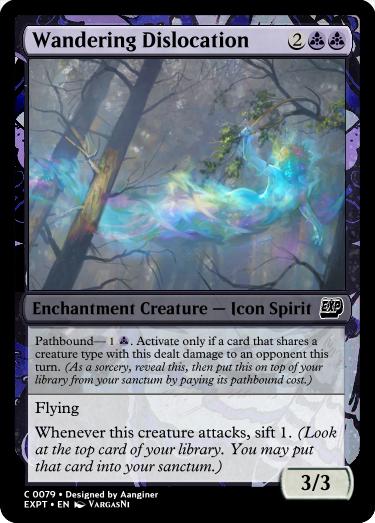 Wandering Dislocation 2
Enchantment Creature — Icon Spirit EXP
Pathbound— 1 . Activate only if a card that shares a
creature type with this dealt damage to an opponent this
turn. (As a sorcery, reveal this, then put this on top of your
library from your sanctum by paying its pathbound cost.)
Flying
Whenever this creature attacks, sift 1. (Look
at the top card of your library. You may put
that card into your sanctum.)
3/3
C 0079 • Designed by Aanginer
EXPT • EN VARGASNI